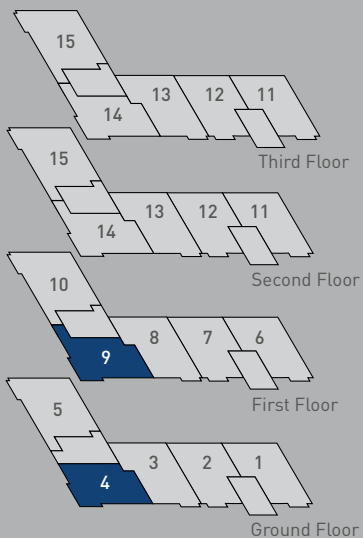 15
13 12 11
14
Third Floor
15
13 12 11
14
Second Floor
10
8 7 6
9
First Floor
5
3 2 1
4
Ground Floor